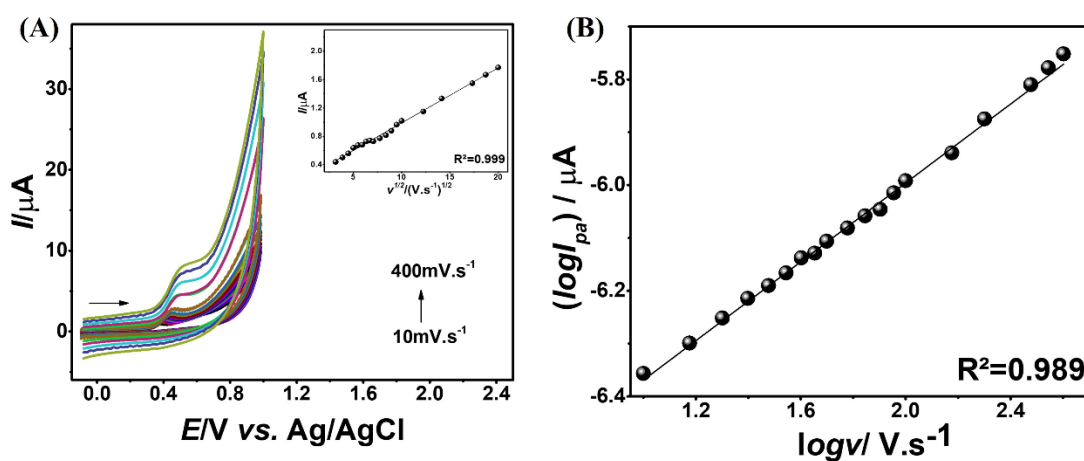 (A)
I/μA
30
20
10
0
0.0 0.4 0.8 1.2 1.6 2.0 2.4
E/V vs. Ag/AgCl
400mV.s⁻¹
10mV.s⁻¹
I/μA
2.0
1.6
1.2
0.8
0.4
5 10 15 20
v^1/2/(V.s⁻¹)^1/2
R²=0.999
(B)
(logI_pa) / μA
-5.8
-6.0
-6.2
-6.4
1.2 1.6 2.0 2.4
logv/ V.s⁻¹
R²=0.989